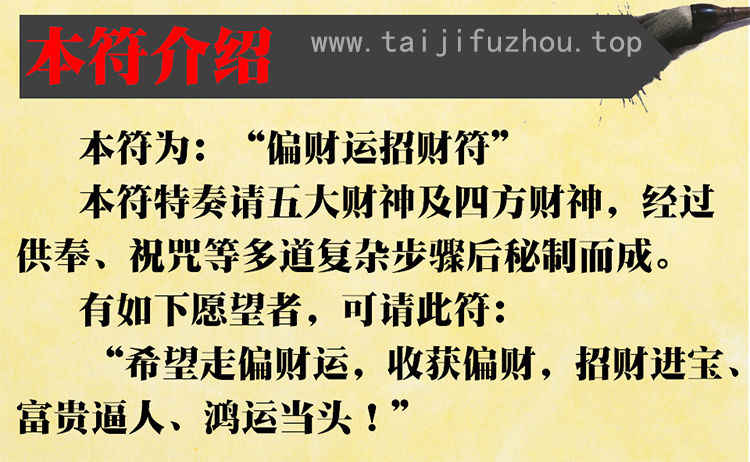 本符介绍 www.taijifuzhou.top
本符为：“偏财运招财符”
本符特奏请五大财神及四方财神，经过
供奉、祝咒等多道复杂步骤后秘制而成。
有如下愿望者，可请此符：
“希望走偏财运，收获偏财，招财进宝、
富贵逼人、鸿运当头！”